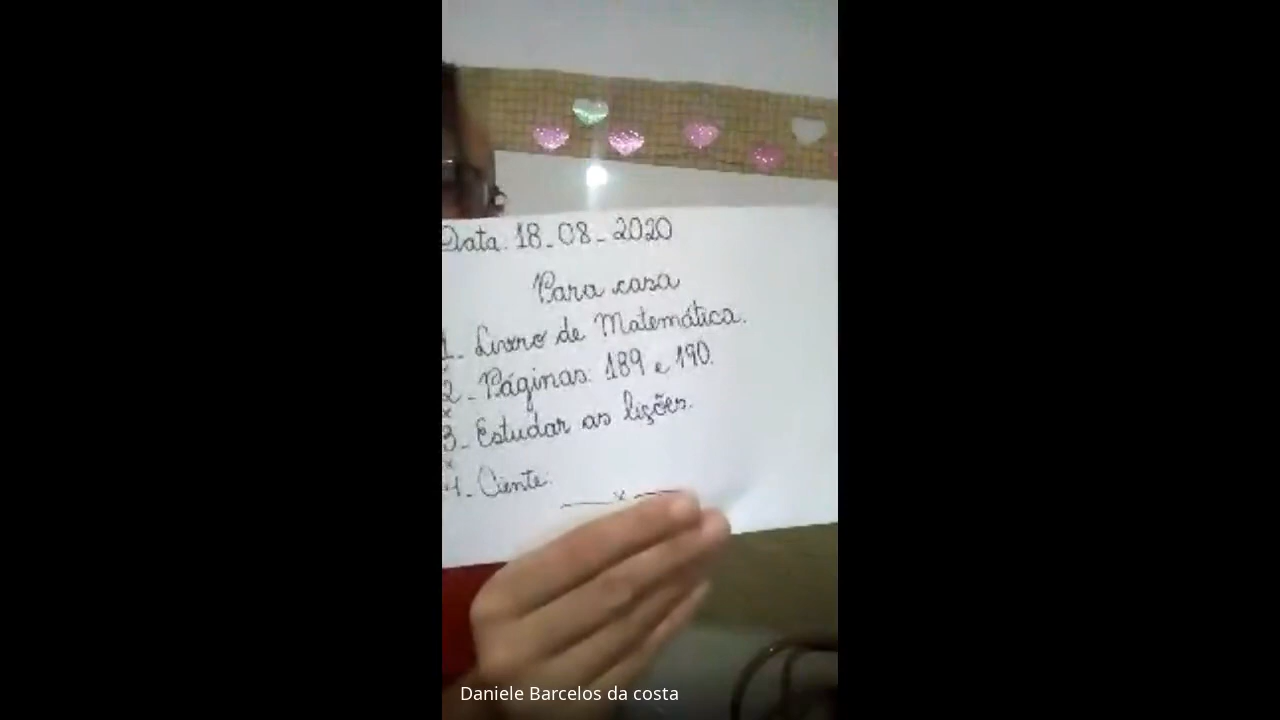 Data: 18-08-2020
Para casa
1- Livro de Matemática.
2- Páginas: 189 e 190.
3- Estudar as lições.
4- Ciente:
x
Daniele Barcelos da costa